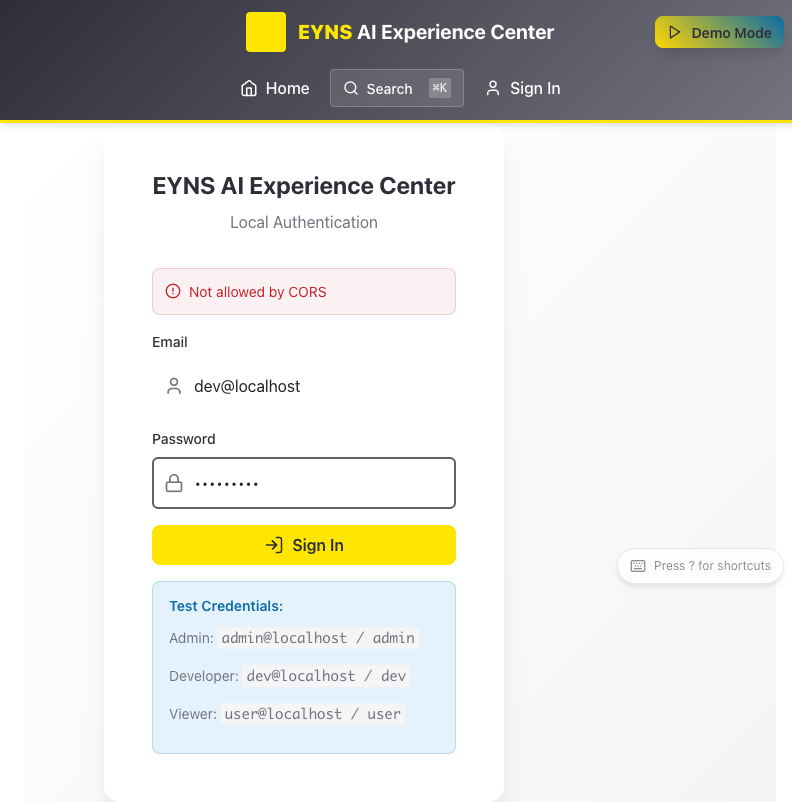 EYNS AI Experience Center
Demo Mode
Home
Search ⌘K
Sign In
EYNS AI Experience Center
Local Authentication
Not allowed by CORS
Email
dev@localhost
Password
•••••••••
Sign In
Press ? for shortcuts
Test Credentials:
Admin: admin@localhost / admin
Developer: dev@localhost / dev
Viewer: user@localhost / user